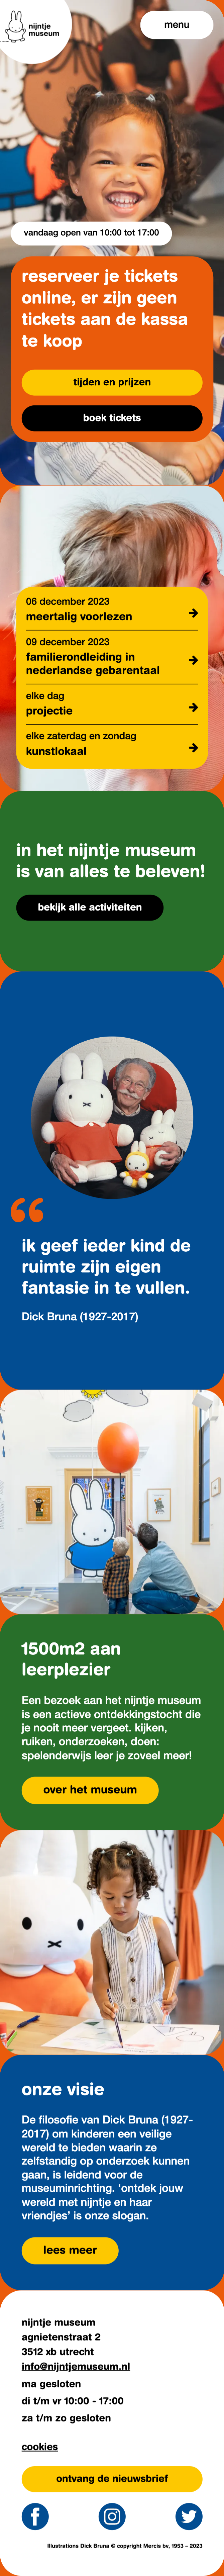 nijntje
museum
menu
vandaag open van 10:00 tot 17:00
reserveer je tickets
online, er zijn geen
tickets aan de kassa
te koop
tijden en prijzen
boek tickets
06 december 2023
meertalig voorlezen
09 december 2023
familierondleiding in
nederlandse gebarentaal
elke dag
projectie
elke zaterdag en zondag
kunstlokaal
in het nijntje museum
is van alles te beleven!
bekijk alle activiteiten
“
ik geef ieder kind de
ruimte zijn eigen
fantasie in te vullen.
Dick Bruna (1927-2017)
1500m2 aan
leerplezier
Een bezoek aan het nijntje museum
is een actieve ontdekkingstocht die
je nooit meer vergeet. kijken,
ruiken, onderzoeken, doen:
spelenderwijs leer je zoveel meer!
over het museum
onze visie
De filosofie van Dick Bruna (1927-
2017) om kinderen een veilige
wereld te bieden waarin ze
zelfstandig op onderzoek kunnen
gaan, is leidend voor de
museuminrichting. ‘ontdek jouw
wereld met nijntje en haar
vriendjes’ is onze slogan.
lees meer
nijntje museum
agnietenstraat 2
3512 xb utrecht
info@nijntjemuseum.nl
ma gesloten
di t/m vr 10:00 - 17:00
za t/m zo gesloten
cookies
ontvang de nieuwsbrief
Illustrations Dick Bruna © copyright Mercis bv, 1953 - 2023